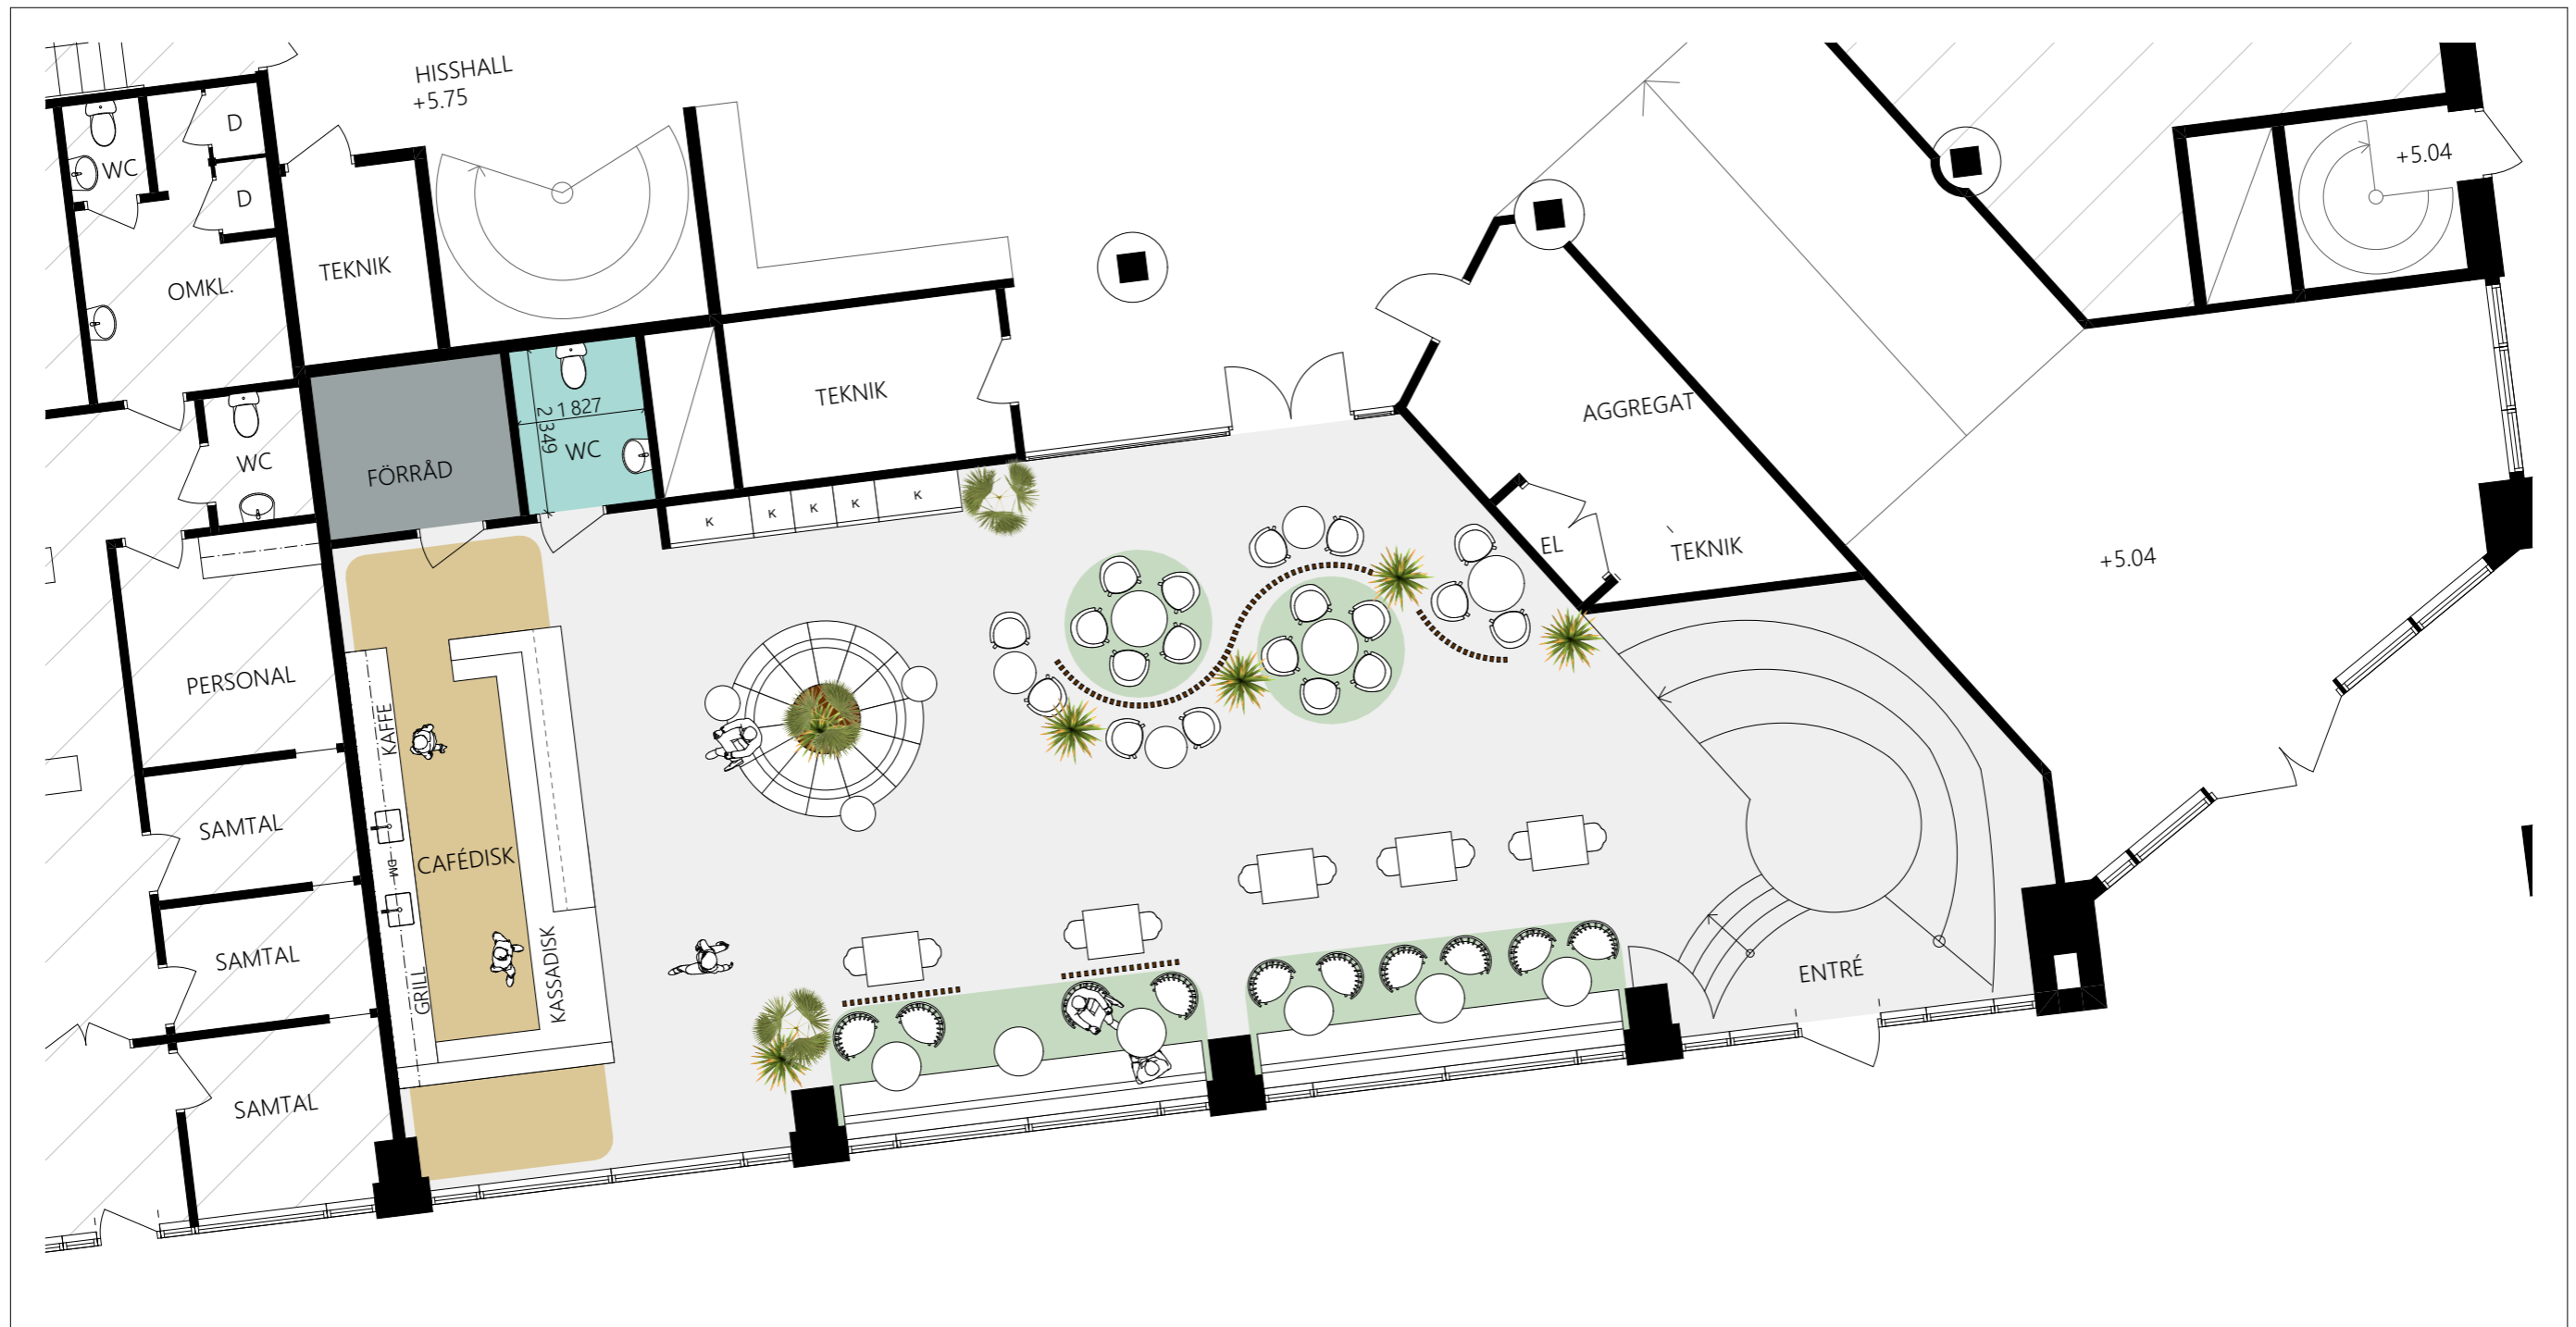 HISSHALL
+5.75
D
WC
D
+5.04
TEKNIK
OMKL.
TEKNIK
1 827
2 349
WC
AGGREGAT
WC
FÖRRÅD
K
K
K
K
K
EL
TEKNIK
+5.04
PERSONAL
KAFFE
SAMTAL
DM
CAFÉDISK
SAMTAL
GRILL
KASSADISK
ENTRÉ
SAMTAL